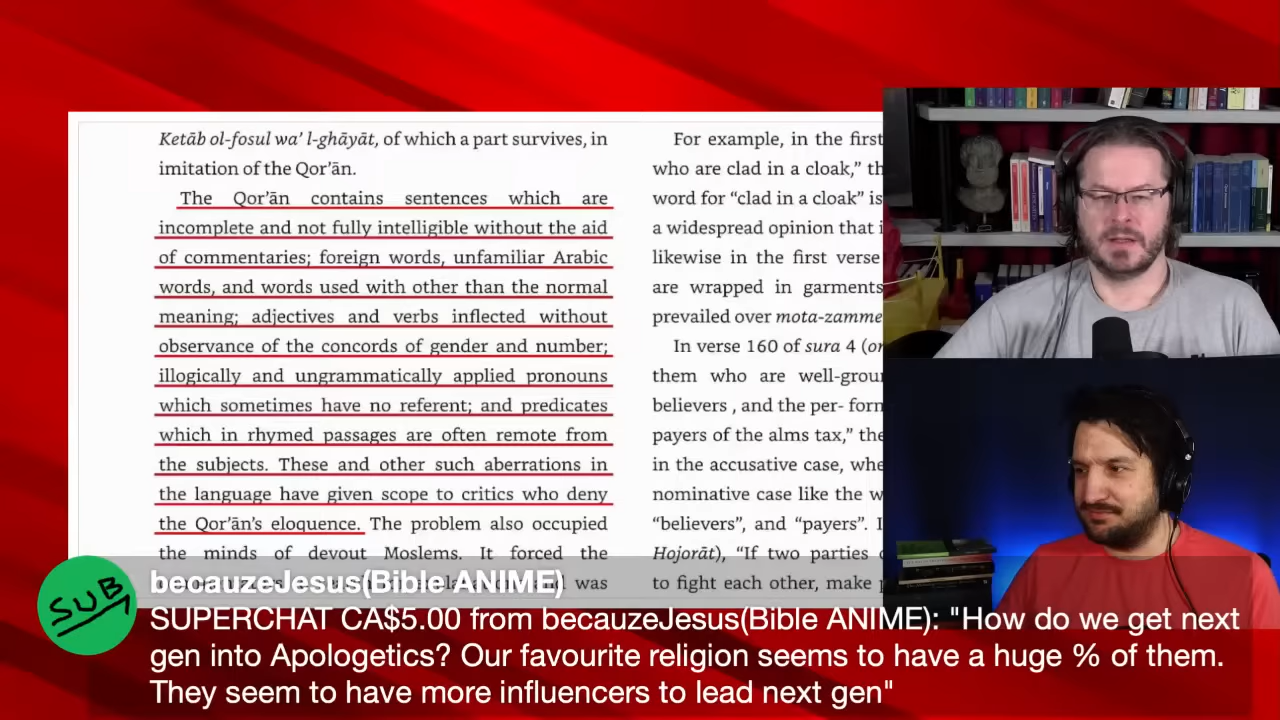 Ketāb ol-fosul wa' l-ghāyāt, of which a part survives, in
imitation of the Qor'ān.
The Qor'ān contains sentences which are
incomplete and not fully intelligible without the aid
of commentaries; foreign words, unfamiliar Arabic
words, and words used with other than the normal
meaning; adjectives and verbs inflected without
observance of the concords of gender and number;
illogically and ungrammatically applied pronouns
which sometimes have no referent; and predicates
which in rhymed passages are often remote from
the subjects. These and other such aberrations in
the language have given scope to critics who deny
the Qor'ān's eloquence. The problem also occupied
the minds of devout Moslems. It forced the
was
For example, in the first
who are clad in a cloak," th
word for "clad in a cloak" is
a widespread opinion that i
likewise in the first verse
are wrapped in garments
prevailed over mota-zamme
In verse 160 of sura 4 (or
them who are well-grour
believers , and the per- form
payers of the alms tax," the
in the accusative case, whe
nominative case like the w
"believers", and "payers". I
Hojorāt), "If two parties o
to fight each other, make p
SUB
becauzeJesus(Bible ANIME)
SUPERCHAT CA$5.00 from becauzeJesus(Bible ANIME): "How do we get next
gen into Apologetics? Our favourite religion seems to have a huge % of them.
They seem to have more influencers to lead next gen"